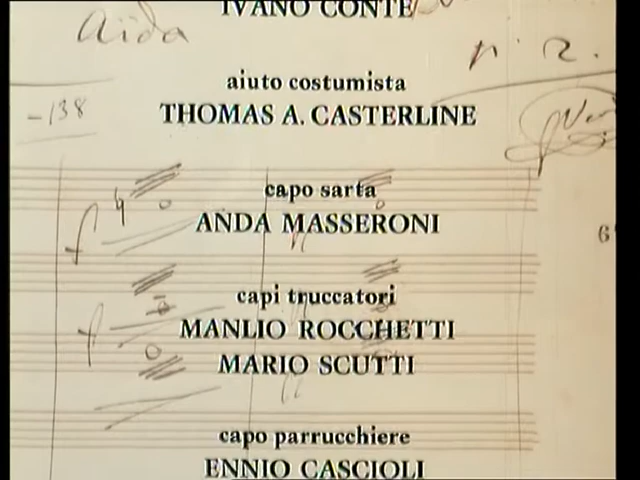 IVANO CONTE
Aïda
n. 2.
aiuto costumista
THOMAS A. CASTERLINE
-138
capo sarta
ANDA MASSERONI
capi truccatori
MANLIO ROCCHETTI
MARIO SCUTTI
capo parrucchiere
ENNIO CASCIOLI